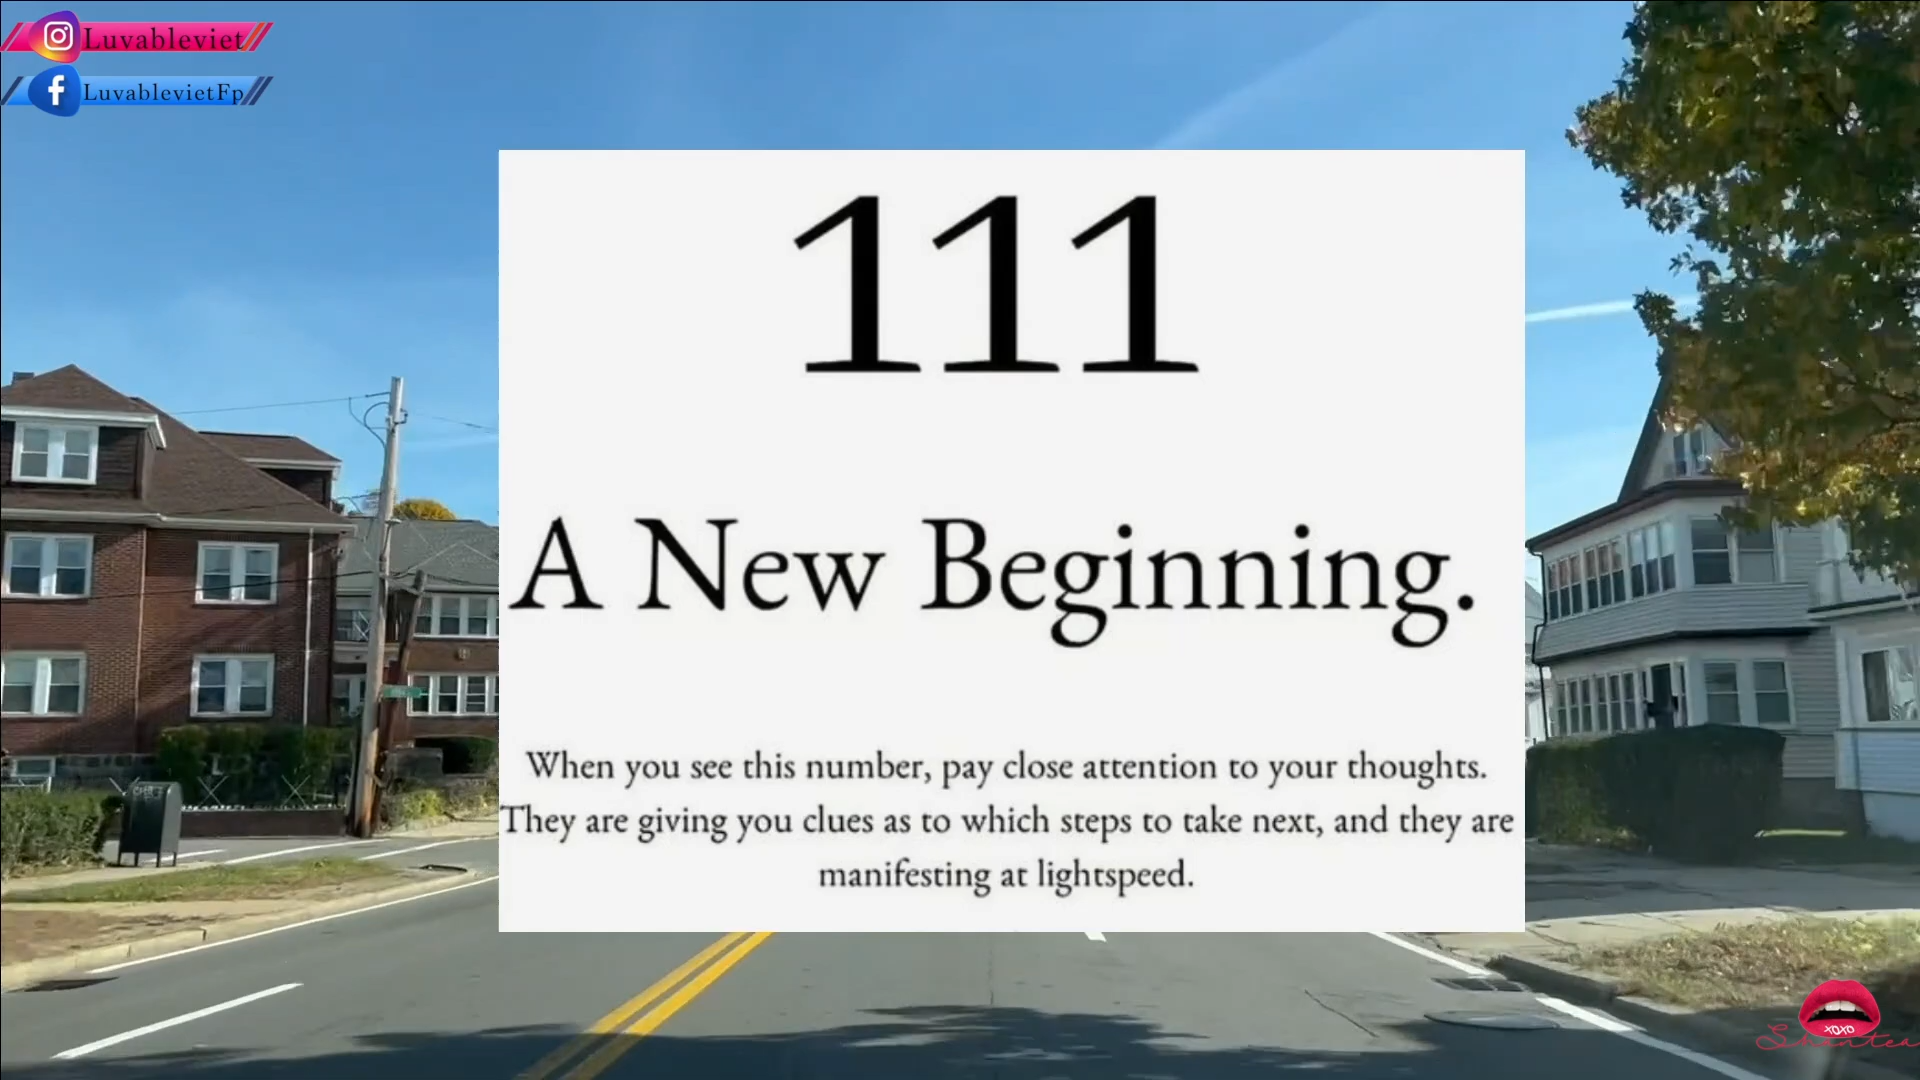 Luvableviet
LuvablevietFp
111
A New Beginning.
When you see this number, pay close attention to your thoughts.
They are giving you clues as to which steps to take next, and they are
manifesting at lightspeed.
XOXO